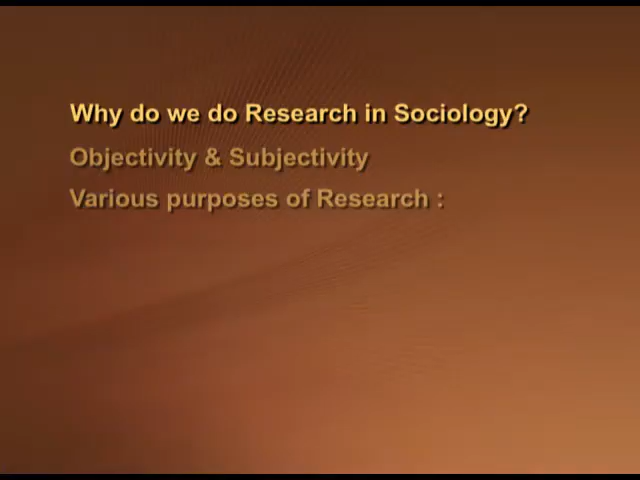 Why do we do Research in Sociology?
Objectivity & Subjectivity
Various purposes of Research :